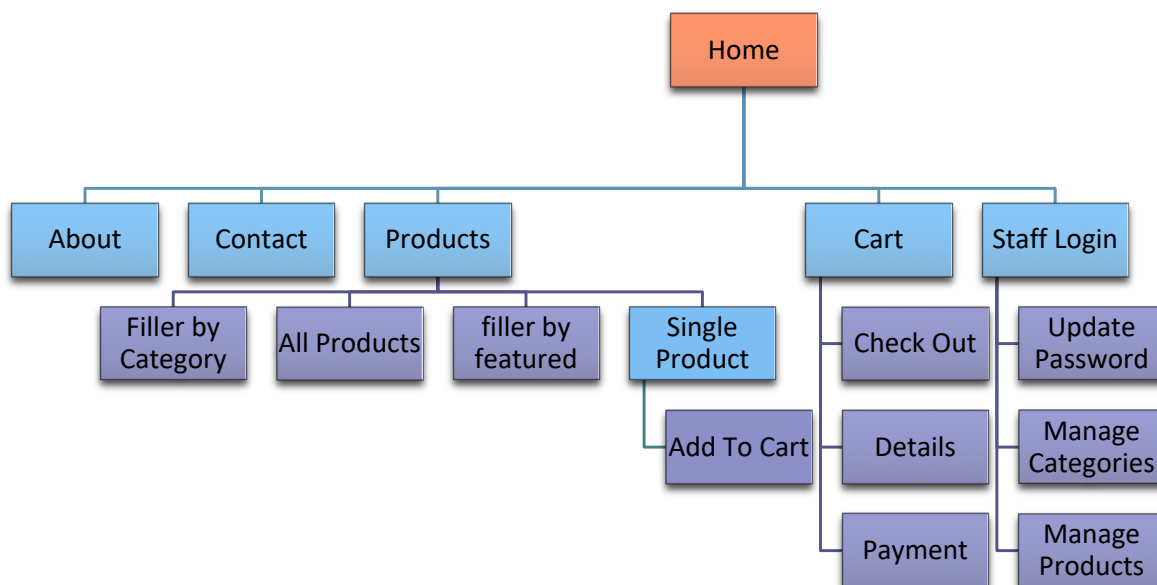 Home
About
Contact
Products
Cart
Staff Login
Filler by
Category
All Products
filler by
featured
Single
Product
Check Out
Update
Password
Add To Cart
Details
Manage
Categories
Payment
Manage
Products